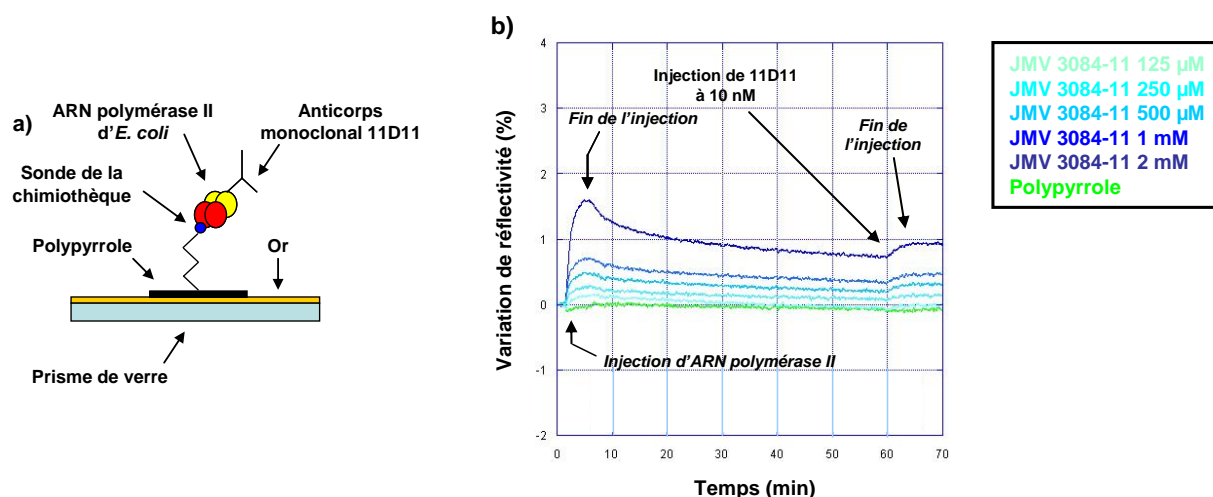 a)
ARN polymérase II
d'E. coli
Anticorps
monoclonal 11D11
Sonde de la
chimiothèque
Polypyrrole
Or
Prisme de verre
b)
Variation de réflectivité (%)
4
3
2
1
0
-1
-2
Injection de 11D11
à 10 nM
Fin de l'injection
Fin de
l'injection
Injection d'ARN polymérase II
0
10
20
30
40
50
60
70
Temps (min)
JMV 3084-11 125 µM
JMV 3084-11 250 µM
JMV 3084-11 500 µM
JMV 3084-11 1 mM
JMV 3084-11 2 mM
Polypyrrole